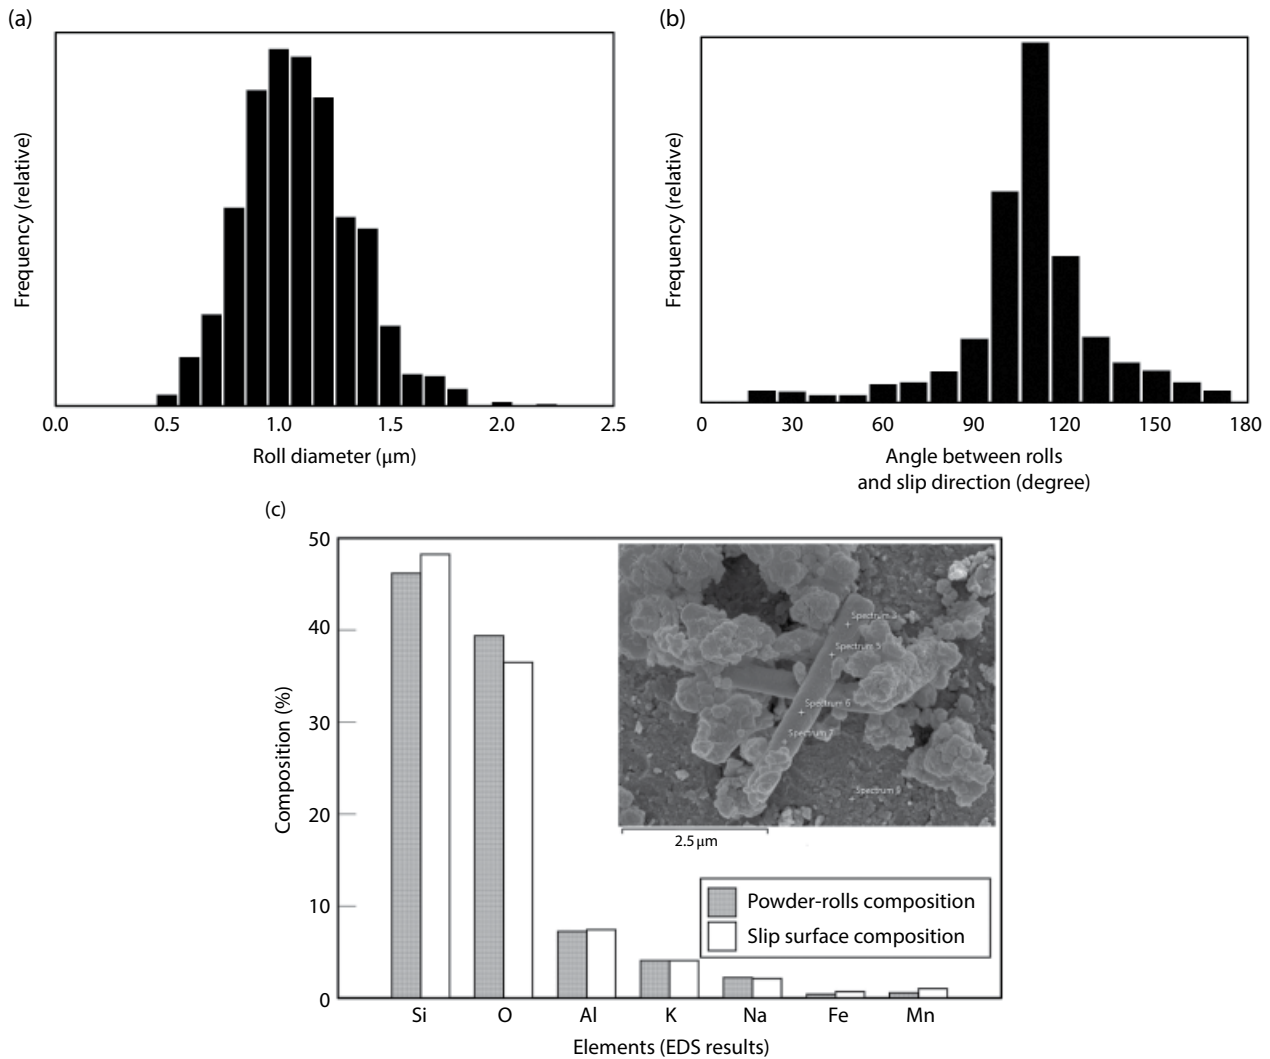 (a)
Frequency (relative)
0.0 0.5 1.0 1.5 2.0 2.5
Roll diameter (μm)
(b)
Frequency (relative)
0 30 60 90 120 150 180
Angle between rolls
and slip direction (degree)
(c)
Composition (%)
50
40
30
20
10
0
Spectrum 3
Spectrum 5
Spectrum 6
Spectrum 7
Spectrum
2.5 μm
Powder-rolls composition
Slip surface composition
Si O Al K Na Fe Mn
Elements (EDS results)